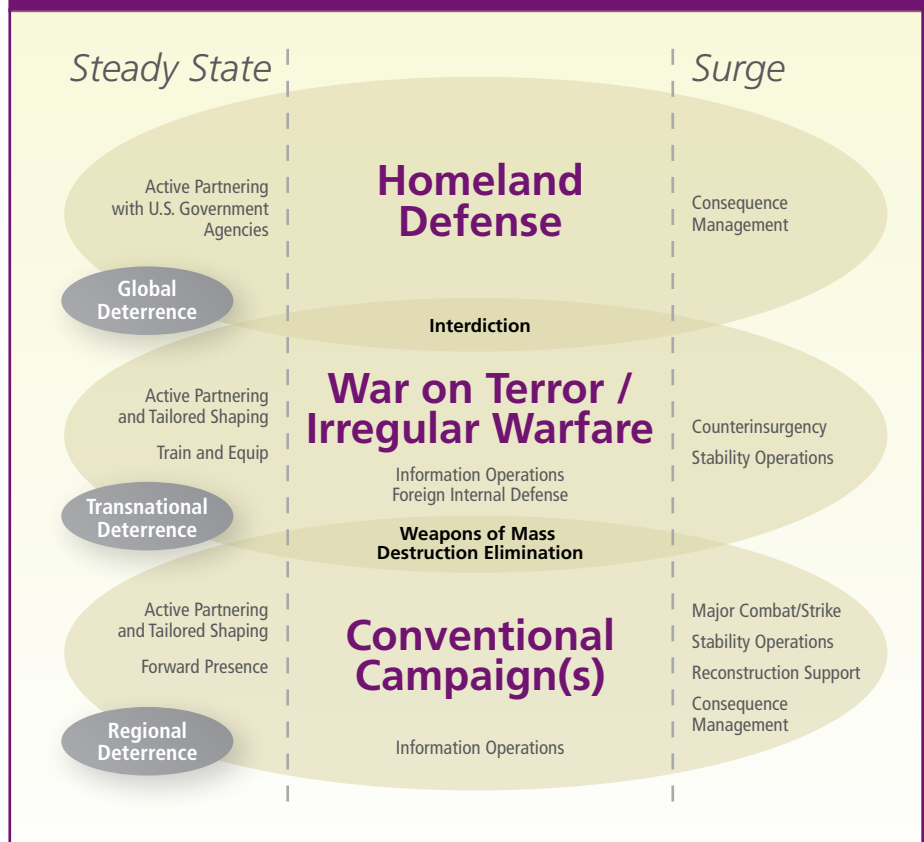 Steady State
Surge
Active Partnering
with U.S. Government
Agencies
Homeland
Defense
Consequence
Management
Global
Deterrence
Interdiction
Active Partnering
and Tailored Shaping
Train and Equip
War on Terror /
Irregular Warfare
Information Operations
Foreign Internal Defense
Counterinsurgency
Stability Operations
Transnational
Deterrence
Weapons of Mass
Destruction Elimination
Active Partnering
and Tailored Shaping
Forward Presence
Conventional
Campaign(s)
Information Operations
Major Combat/Strike
Stability Operations
Reconstruction Support
Consequence
Management
Regional
Deterrence